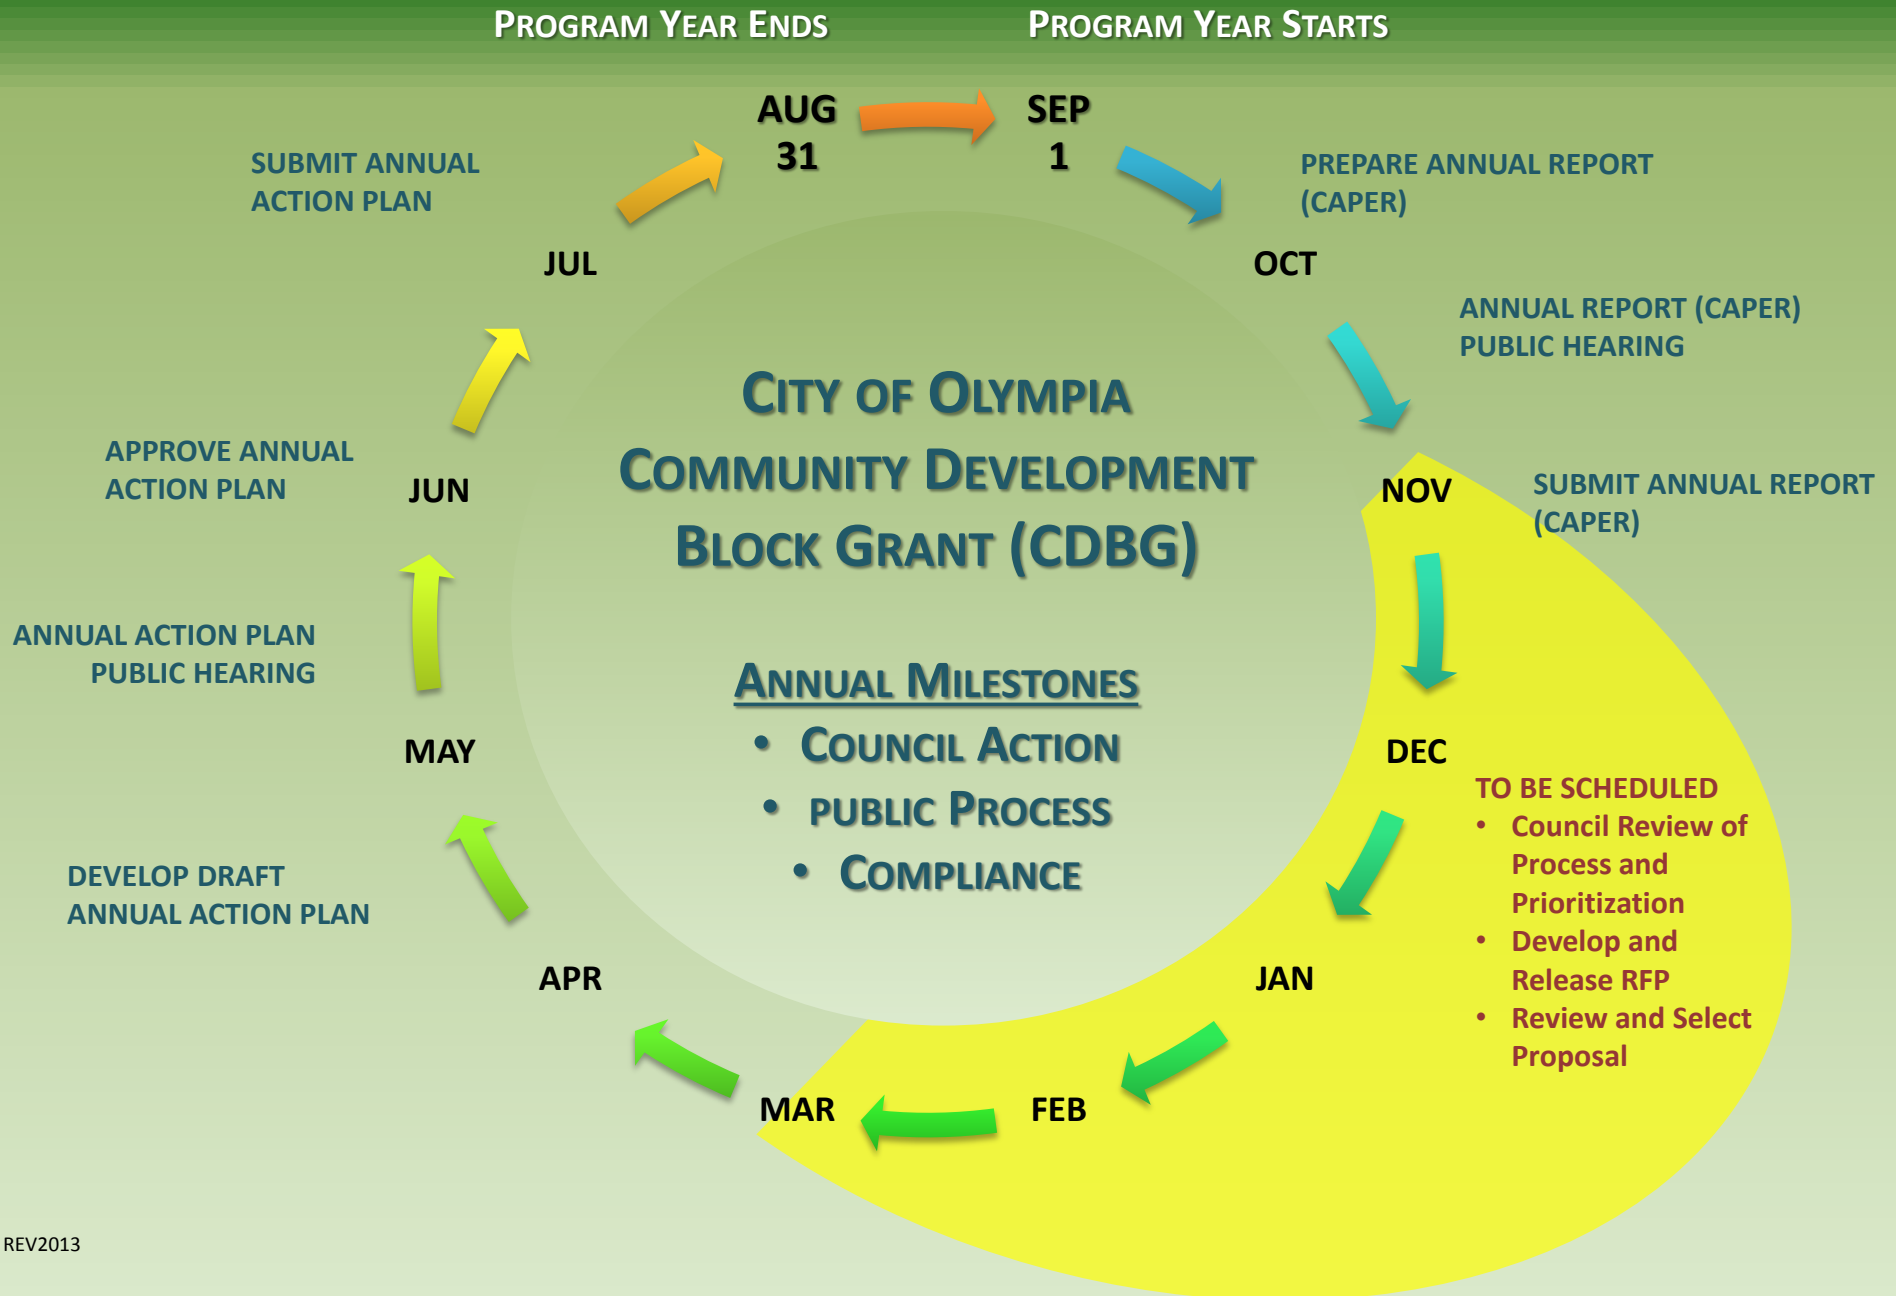 PROGRAM YEAR ENDS
PROGRAM YEAR STARTS
AUG
31
SEP
1
PREPARE ANNUAL REPORT
(CAPER)
OCT
ANNUAL REPORT (CAPER)
PUBLIC HEARING
NOV
SUBMIT ANNUAL REPORT
(CAPER)
DEC
TO BE SCHEDULED
• Council Review of
Process and
Prioritization
• Develop and
Release RFP
• Review and Select
Proposal
JAN
FEB
MAR
APR
DEVELOP DRAFT
ANNUAL ACTION PLAN
MAY
ANNUAL ACTION PLAN
PUBLIC HEARING
JUN
APPROVE ANNUAL
ACTION PLAN
JUL
SUBMIT ANNUAL
ACTION PLAN
CITY OF OLYMPIA
COMMUNITY DEVELOPMENT
BLOCK GRANT (CDBG)
ANNUAL MILESTONES
• COUNCIL ACTION
• PUBLIC PROCESS
• COMPLIANCE
REV2013